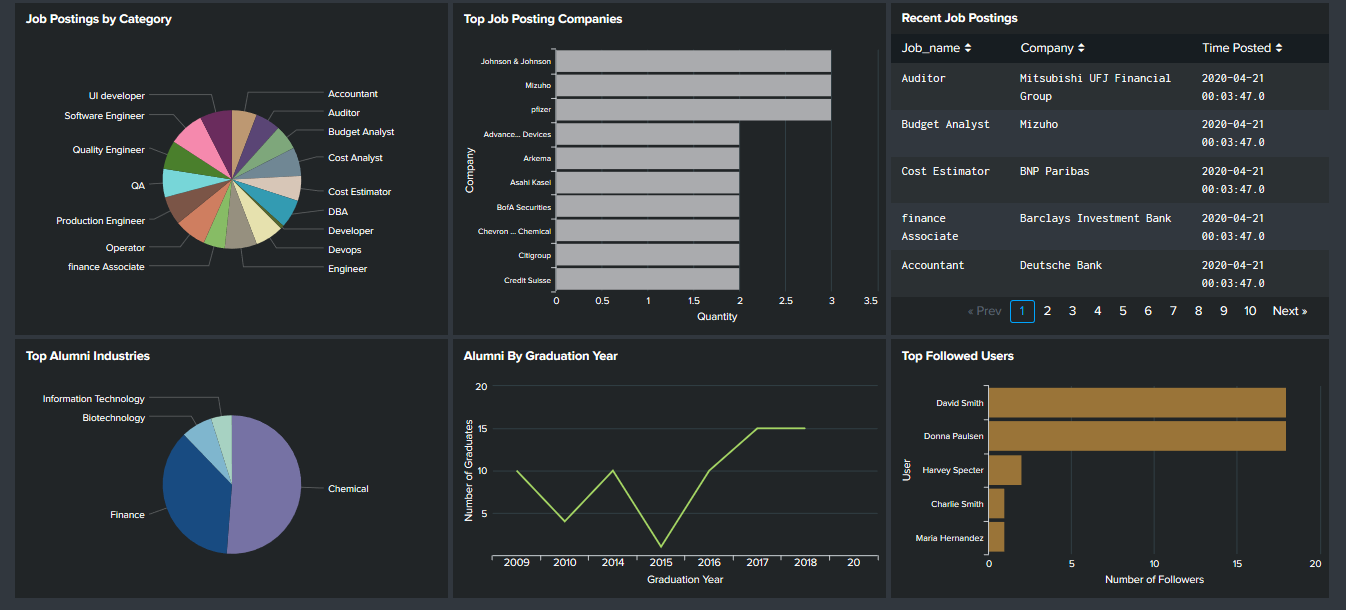 Job Postings by Category
UI developer
Software Engineer
Quality Engineer
QA
Production Engineer
Operator
finance Associate
Accountant
Auditor
Budget Analyst
Cost Analyst
Cost Estimator
DBA
Developer
Devops
Engineer
Top Job Posting Companies
Company
Johnson & Johnson
Mizuho
pfizer
Advance... Devices
Arkema
Asahi Kasei
BofA Securities
Chevron ... Chemical
Citigroup
Credit Suisse
0 0.5 1 1.5 2 2.5 3 3.5
Quantity
Recent Job Postings
Job_name Company Time Posted
Auditor Mitsubishi UFJ Financial 2020-04-21
Group 00:03:47.0
Budget Analyst Mizuho 2020-04-21
00:03:47.0
Cost Estimator BNP Paribas 2020-04-21
00:03:47.0
finance Barclays Investment Bank 2020-04-21
Associate 00:03:47.0
Accountant Deutsche Bank 2020-04-21
00:03:47.0
« Prev 1 2 3 4 5 6 7 8 9 10 Next »
Top Alumni Industries
Information Technology
Biotechnology
Finance
Chemical
Alumni By Graduation Year
Number of Graduates
20
15
10
5
2009 2010 2014 2015 2016 2017 2018 20
Graduation Year
Top Followed Users
User
David Smith
Donna Paulsen
Harvey Specter
Charlie Smith
Maria Hernandez
0 5 10 15 20
Number of Followers